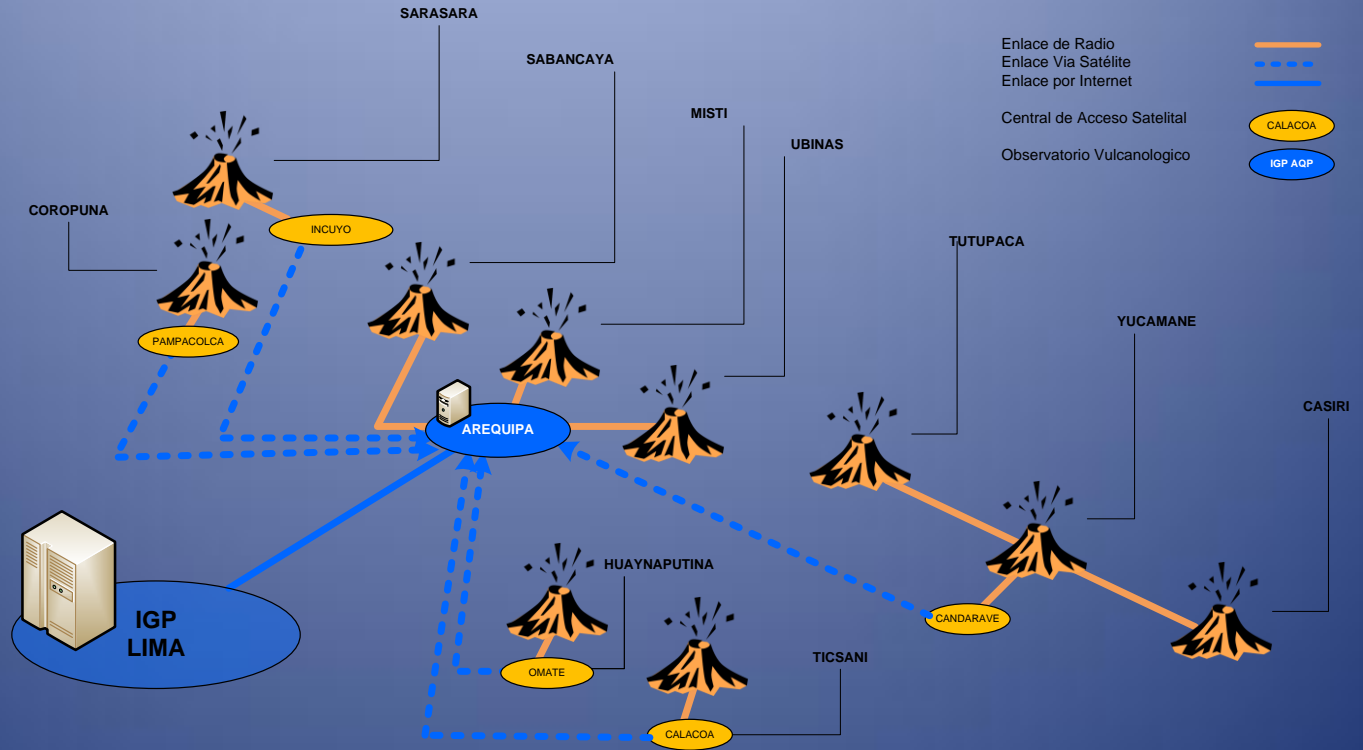 SARASARA
SABANCAYA
MISTI
UBINAS
COROPUNA
TUTUPACA
YUCAMANE
CASIRI
Enlace de Radio
Enlace Via Satélite
Enlace por Internet
Central de Acceso Satelital
CALACOA
Observatorio Vulcanologico
IGP AQP
INCUYO
PAMPACOLCA
AREQUIPA
HUAYNAPUTINA
CANDARAVE
IGP
LIMA
OMATE
TICSANI
CALACOA